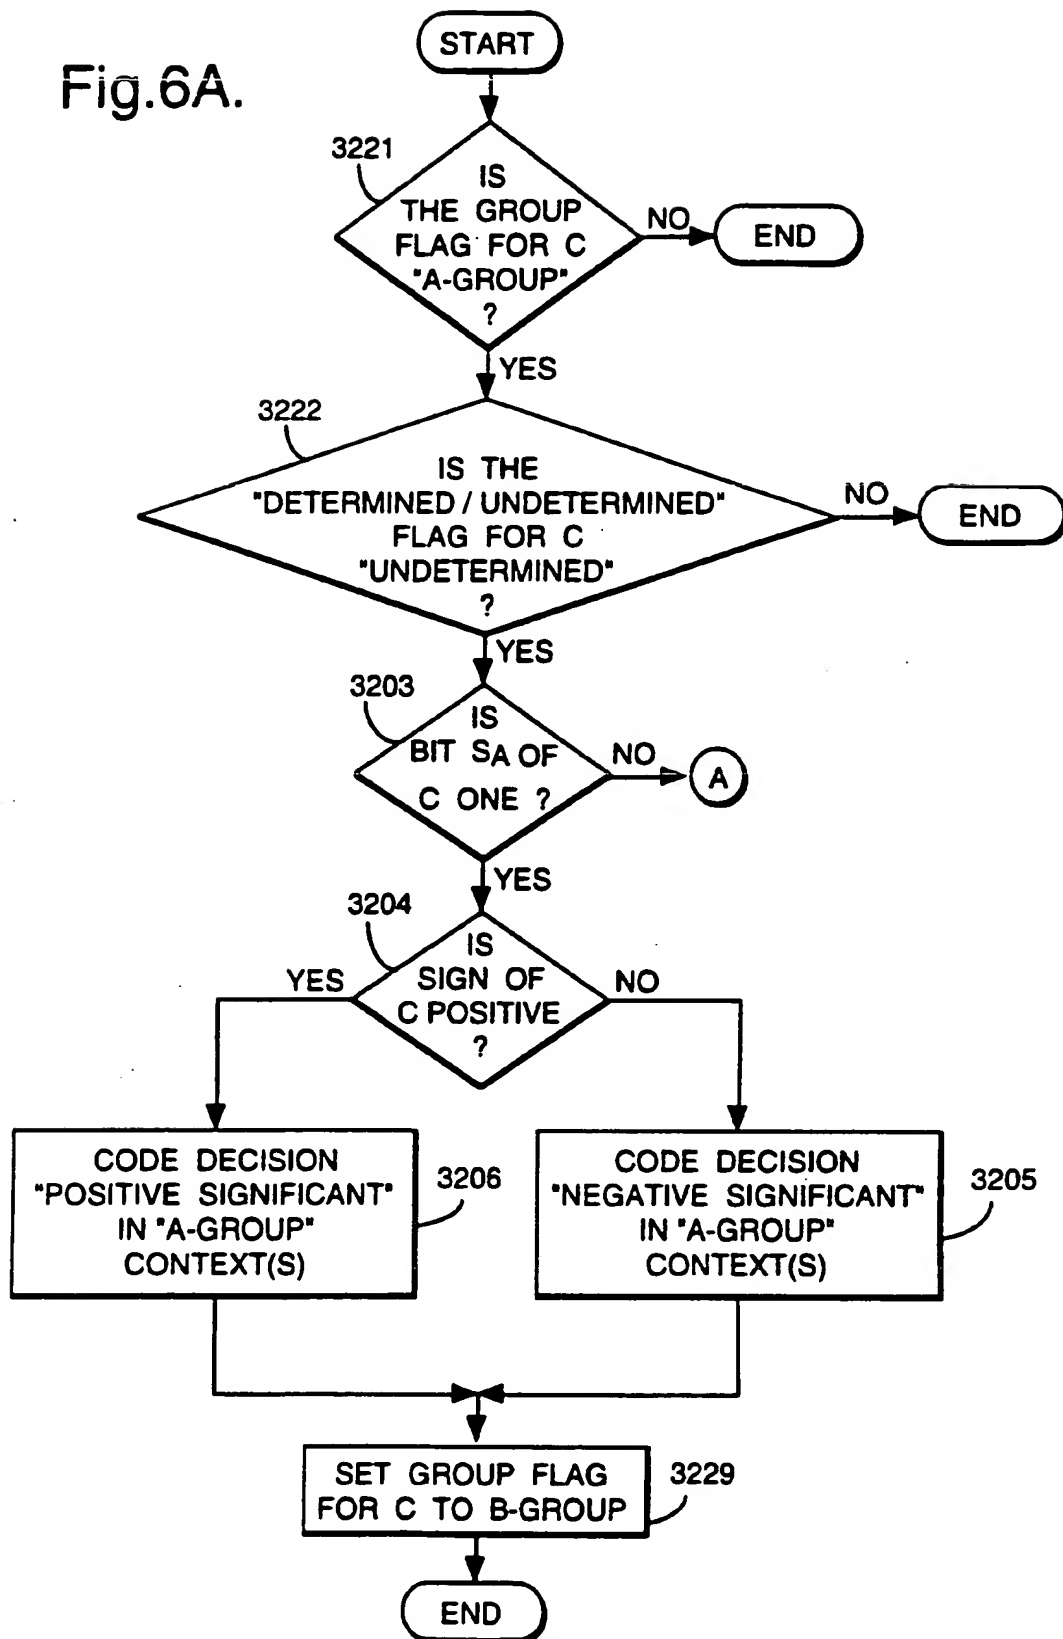 Fig.6A.
START
3221
IS
THE GROUP
FLAG FOR C
"A-GROUP"
?
NO
END
YES
3222
IS THE
"DETERMINED / UNDETERMINED"
FLAG FOR C
"UNDETERMINED"
?
NO
END
YES
3203
IS
BIT SA OF
C ONE ?
NO
A
YES
3204
IS
SIGN OF
C POSITIVE
?
YES
NO
CODE DECISION
"POSITIVE SIGNIFICANT"
IN "A-GROUP"
CONTEXT(S)
3206
CODE DECISION
"NEGATIVE SIGNIFICANT"
IN "A-GROUP"
CONTEXT(S)
3205
SET GROUP FLAG
FOR C TO B-GROUP
3229
END